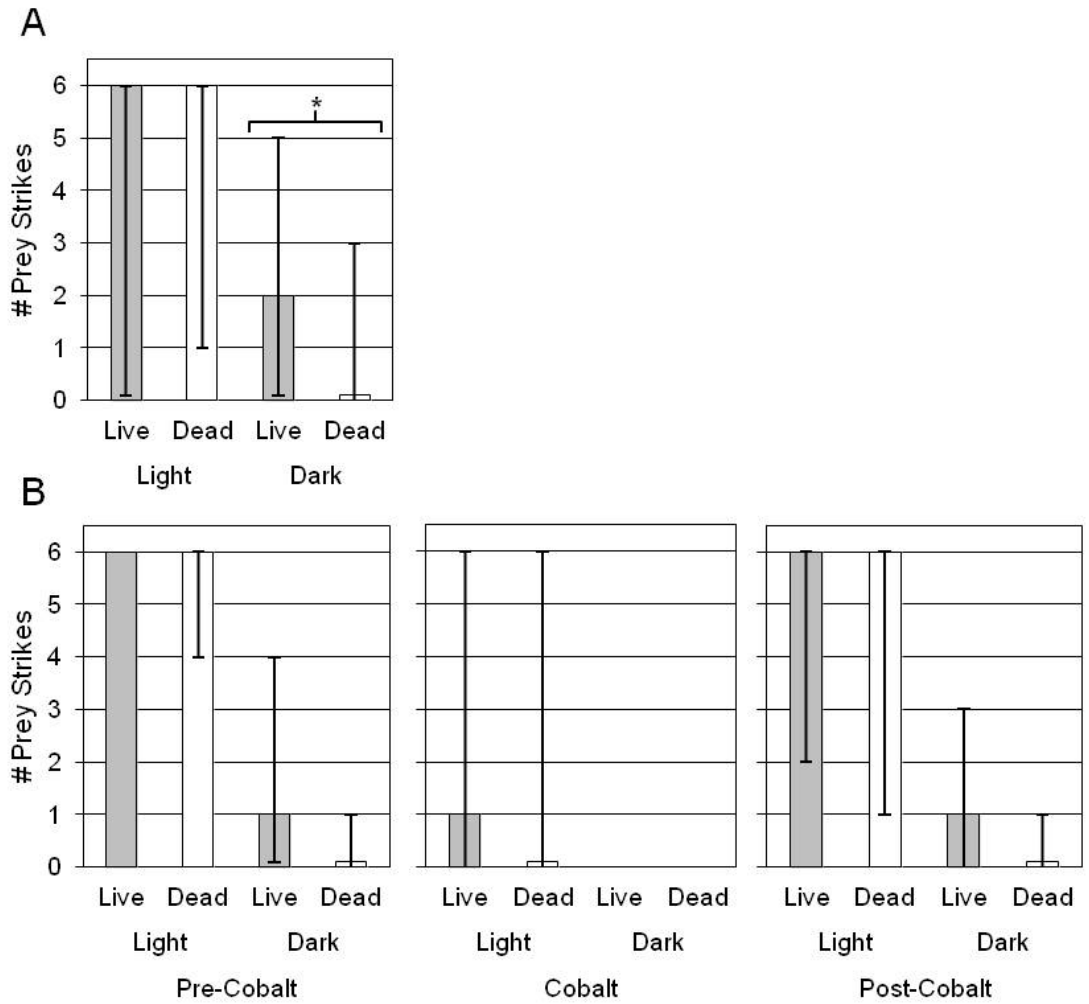 A
# Prey Strikes
6
5
4
3
2
1
0
*
Live Dead Live Dead
Light Dark
B
# Prey Strikes
6
5
4
3
2
1
0
Live Dead Live Dead Live Dead Live Dead Live Dead Live Dead
Light Dark Light Dark Light Dark
Pre-Cobalt Cobalt Post-Cobalt